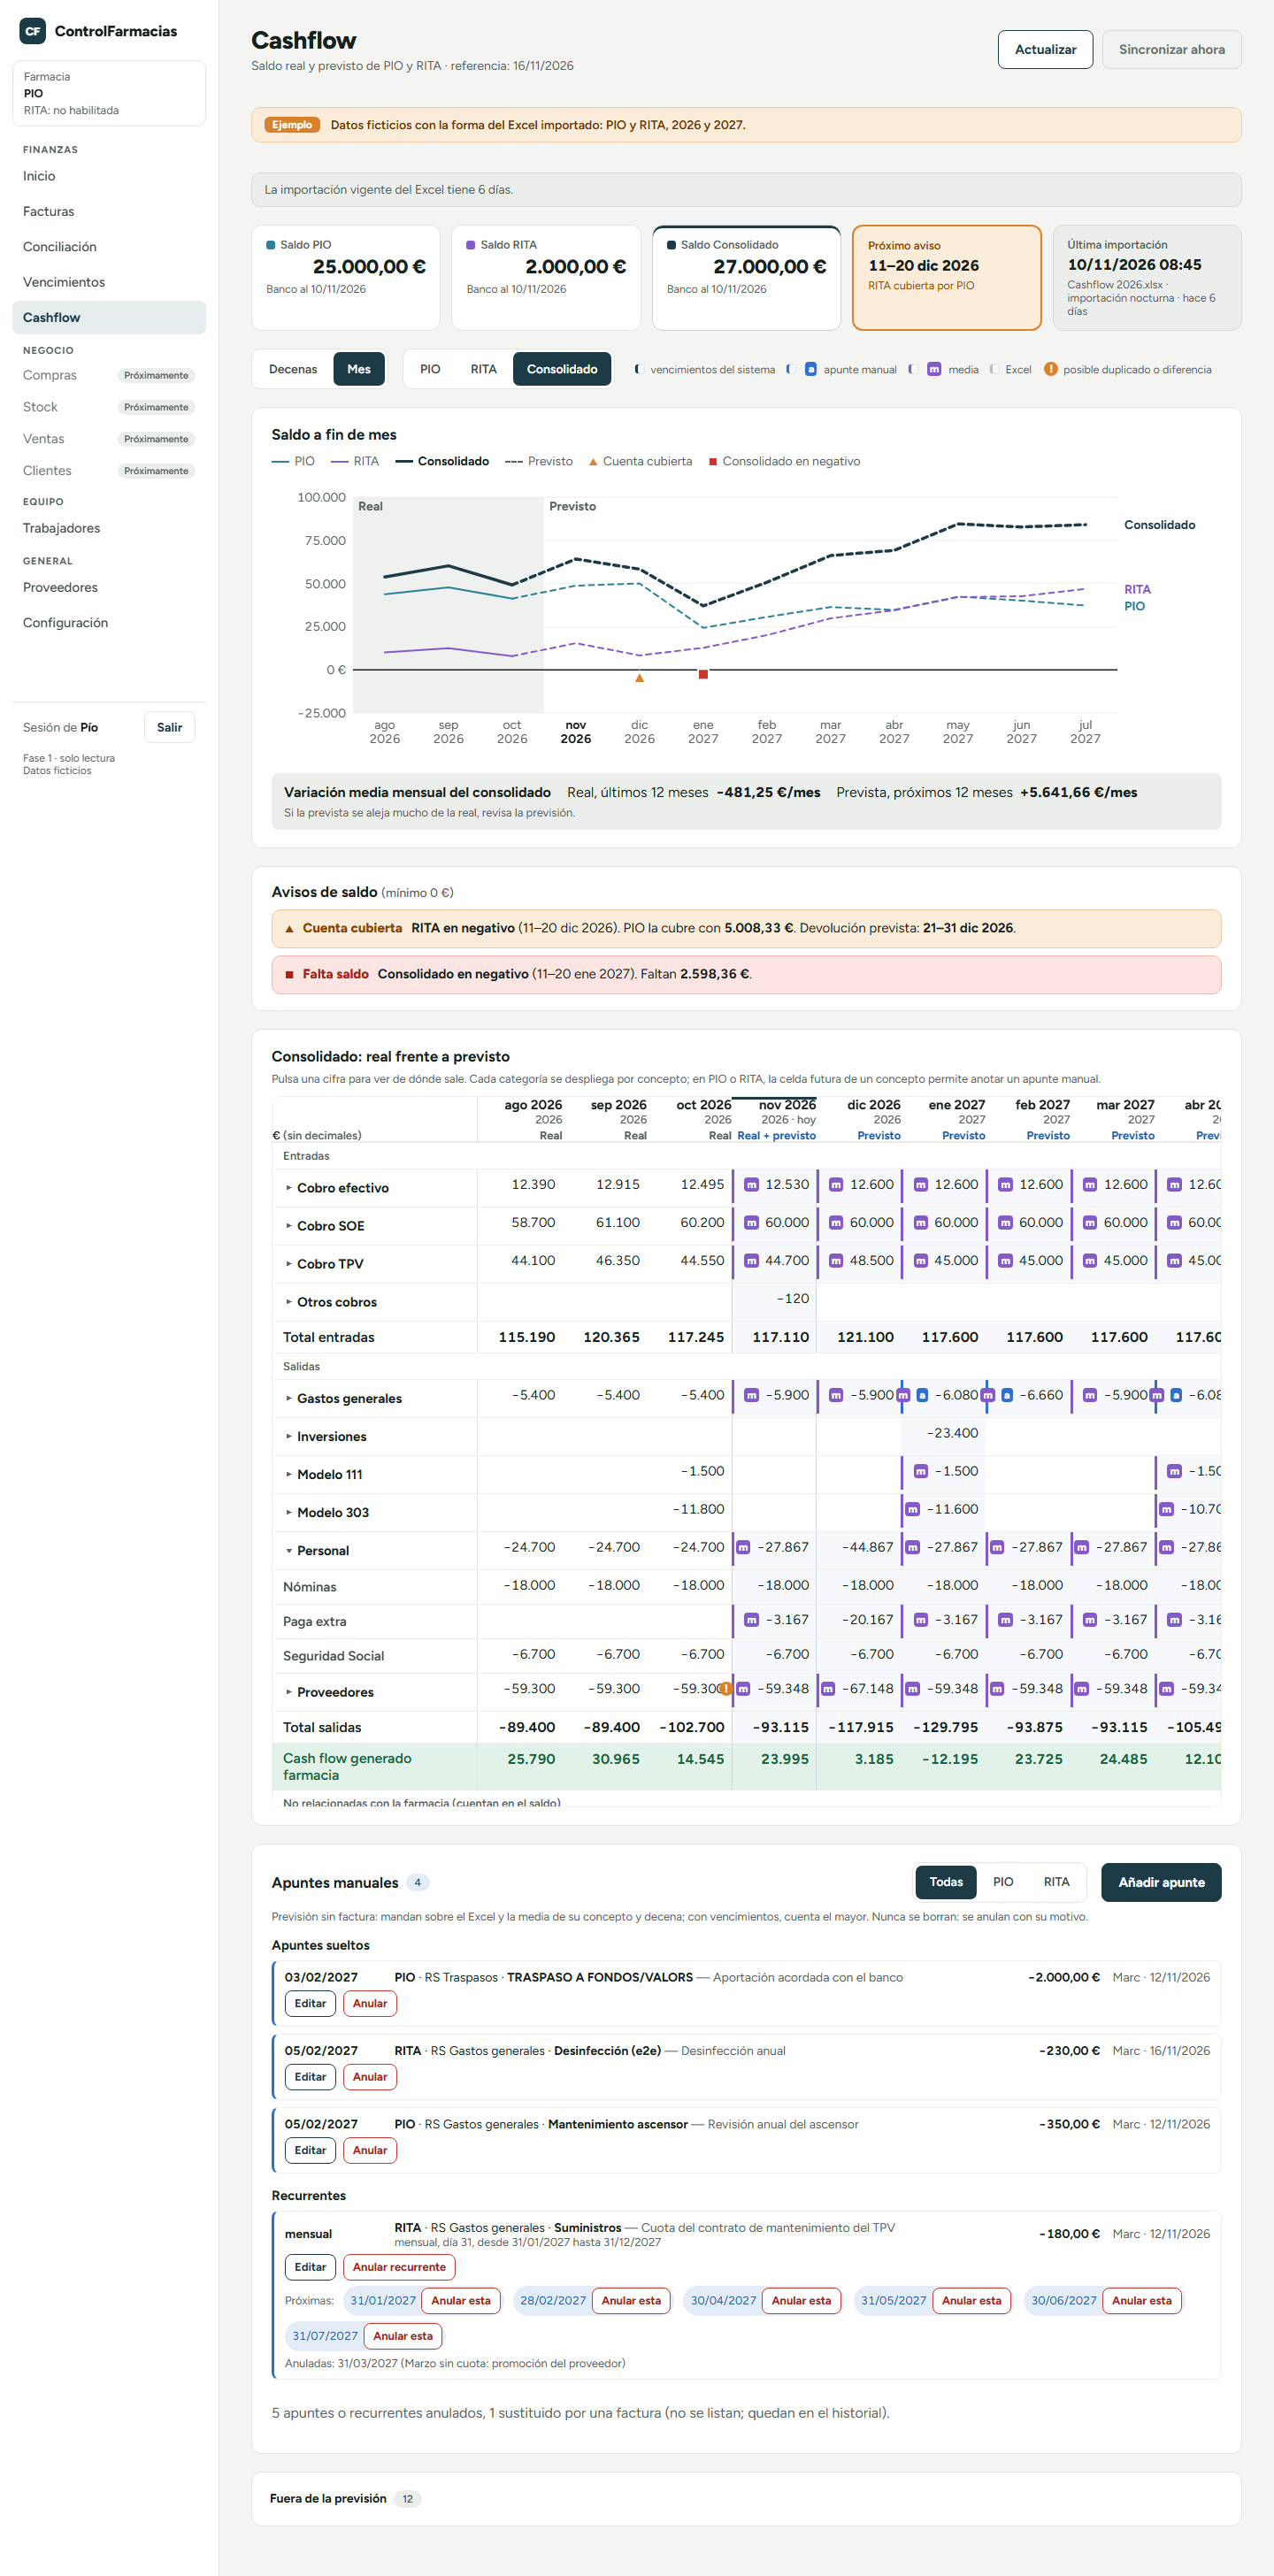 CF ControlFarmacias
Farmacia
PIO
RITA: no habilitada
FINANZAS
Inicio
Facturas
Conciliación
Vencimientos
Cashflow
NEGOCIO
Compras Próximamente
Stock Próximamente
Ventas Próximamente
Clientes Próximamente
EQUIPO
Trabajadores
GENERAL
Proveedores
Configuración
Sesión de Pío Salir
Fase 1 · solo lectura
Datos ficticios
Cashflow
Saldo real y previsto de PIO y RITA · referencia: 16/11/2026
Actualizar Sincronizar ahora
Ejemplo Datos ficticios con la forma del Excel importado: PIO y RITA, 2026 y 2027.
La importación vigente del Excel tiene 6 días.
Saldo PIO
25.000,00 €
Banco al 10/11/2026
Saldo RITA
2.000,00 €
Banco al 10/11/2026
Saldo Consolidado
27.000,00 €
Banco al 10/11/2026
Próximo aviso
11–20 dic 2026
RITA cubierta por PIO
Última importación
10/11/2026 08:45
Cashflow 2026.xlsx ·
importación nocturna · hace 6
días
Decenas Mes PIO RITA Consolidado vencimientos del sistema a apunte manual m media Excel ! posible duplicado o diferencia
Saldo a fin de mes
PIO RITA Consolidado Previsto Cuenta cubierta Consolidado en negativo
Real Previsto
100.000
75.000
50.000
25.000
0 €
−25.000
Consolidado
RITA
PIO
ago sep oct nov dic ene feb mar abr may jun jul
2026 2026 2026 2026 2026 2027 2027 2027 2027 2027 2027 2027
Variación media mensual del consolidado Real, últimos 12 meses −481,25 €/mes Prevista, próximos 12 meses +5.641,66 €/mes
Si la prevista se aleja mucho de la real, revisa la previsión.
Avisos de saldo (mínimo 0 €)
Cuenta cubierta RITA en negativo (11–20 dic 2026). PIO la cubre con 5.008,33 €. Devolución prevista: 21–31 dic 2026.
Falta saldo Consolidado en negativo (11–20 ene 2027). Faltan 2.598,36 €.
Consolidado: real frente a previsto
Pulsa una cifra para ver de dónde sale. Cada categoría se despliega por concepto; en PIO o RITA, la celda futura de un concepto permite anotar un apunte manual.
ago 2026 sep 2026 oct 2026 nov 2026 dic 2026 ene 2027 feb 2027 mar 2027 abr 20
2026 2026 2026 2026 · hoy 2026 2027 2027 2027 20
€ (sin decimales) Real Real Real Real + previsto Previsto Previsto Previsto Previsto Previ
Entradas
Cobro efectivo 12.390 12.915 12.495 m 12.530 m 12.600 m 12.600 m 12.600 m 12.600 m 12.60
Cobro SOE 58.700 61.100 60.200 m 60.000 m 60.000 m 60.000 m 60.000 m 60.000 m 60.00
Cobro TPV 44.100 46.350 44.550 m 44.700 m 48.500 m 45.000 m 45.000 m 45.000 m 45.00
Otros cobros −120
Total entradas 115.190 120.365 117.245 117.110 121.100 117.600 117.600 117.600 117.60
Salidas
Gastos generales −5.400 −5.400 −5.400 m −5.900 m −5.900 m a −6.080 m a −6.660 m −5.900 m a −6.08
Inversiones −23.400
Modelo 111 −1.500 m −1.500 m −1.50
Modelo 303 −11.800 m −11.600 m −10.70
Personal −24.700 −24.700 −24.700 m −27.867 −44.867 m −27.867 m −27.867 m −27.867 m −27.86
Nóminas −18.000 −18.000 −18.000 −18.000 −18.000 −18.000 −18.000 −18.000 −18.00
Paga extra m −3.167 −20.167 m −3.167 m −3.167 m −3.167 m −3.16
Seguridad Social −6.700 −6.700 −6.700 −6.700 −6.700 −6.700 −6.700 −6.700 −6.70
Proveedores −59.300 −59.300 −59.300 ! m −59.348 m −67.148 m −59.348 m −59.348 m −59.348 m −59.34
Total salidas −89.400 −89.400 −102.700 −93.115 −117.915 −129.795 −93.875 −93.115 −105.49
Cash flow generado 25.790 30.965 14.545 23.995 3.185 −12.195 23.725 24.485 12.10
farmacia
No relacionadas con la farmacia (cuentan en el saldo)
Apuntes manuales 4 Todas PIO RITA Añadir apunte
Previsión sin factura: mandan sobre el Excel y la media de su concepto y decena; con vencimientos, cuenta el mayor. Nunca se borran: se anulan con su motivo.
Apuntes sueltos
03/02/2027 PIO · RS Traspasos · TRASPASO A FONDOS/VALORS — Aportación acordada con el banco −2.000,00 € Marc · 12/11/2026
Editar Anular
05/02/2027 RITA · RS Gastos generales · Desinfección (e2e) — Desinfección anual −230,00 € Marc · 16/11/2026
Editar Anular
05/02/2027 PIO · RS Gastos generales · Mantenimiento ascensor — Revisión anual del ascensor −350,00 € Marc · 12/11/2026
Editar Anular
Recurrentes
mensual RITA · RS Gastos generales · Suministros — Cuota del contrato de mantenimiento del TPV −180,00 € Marc · 12/11/2026
mensual, día 31, desde 31/01/2027 hasta 31/12/2027
Editar Anular recurrente
Próximas: 31/01/2027 Anular esta 28/02/2027 Anular esta 30/04/2027 Anular esta 31/05/2027 Anular esta 30/06/2027 Anular esta
31/07/2027 Anular esta
Anuladas: 31/03/2027 (Marzo sin cuota: promoción del proveedor)
5 apuntes o recurrentes anulados, 1 sustituido por una factura (no se listan; quedan en el historial).
Fuera de la previsión 12